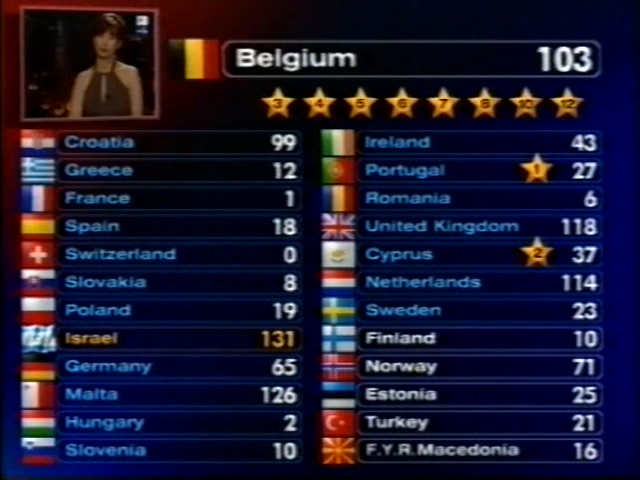 Belgium 103
3 4 5 6 7 8 10 12
Croatia 99
Greece 12
France 1
Spain 18
Switzerland 0
Slovakia 8
Poland 19
Israel 131
Germany 65
Malta 126
Hungary 2
Slovenia 10
Ireland 43
Portugal 1 27
Romania 6
United Kingdom 118
Cyprus 2 37
Netherlands 114
Sweden 23
Finland 10
Norway 71
Estonia 25
Turkey 21
F.Y.R.Macedonia 16